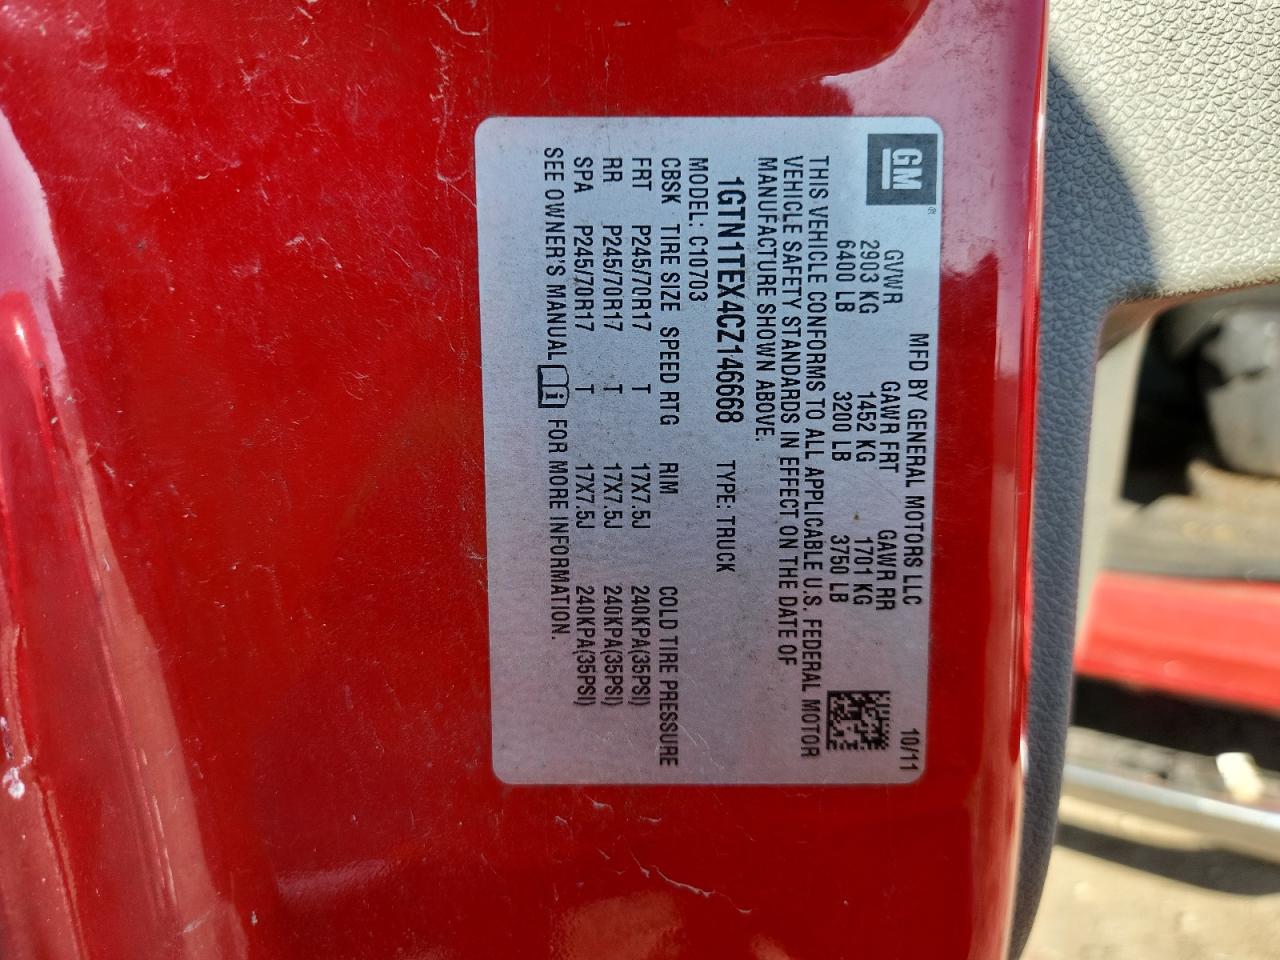 GM®
MFD BY GENERAL MOTORS LLC 10/11
GVWR GAWR FRT GAWR RR
2903 KG 1452 KG 1701 KG
6400 LB 3200 LB 3750 LB
THIS VEHICLE CONFORMS TO ALL APPLICABLE U.S. FEDERAL MOTOR
VEHICLE SAFETY STANDARDS IN EFFECT ON THE DATE OF
MANUFACTURE SHOWN ABOVE.
1GTN1TEX4CZ146668 TYPE: TRUCK
MODEL: C10703
CBSK TIRE SIZE SPEED RTG RIM COLD TIRE PRESSURE
FRT P245/70R17 T 17X7.5J 240KPA(35PSI)
RR P245/70R17 T 17X7.5J 240KPA(35PSI)
SPA P245/70R17 T 17X7.5J 240KPA(35PSI)
SEE OWNER'S MANUAL i FOR MORE INFORMATION.